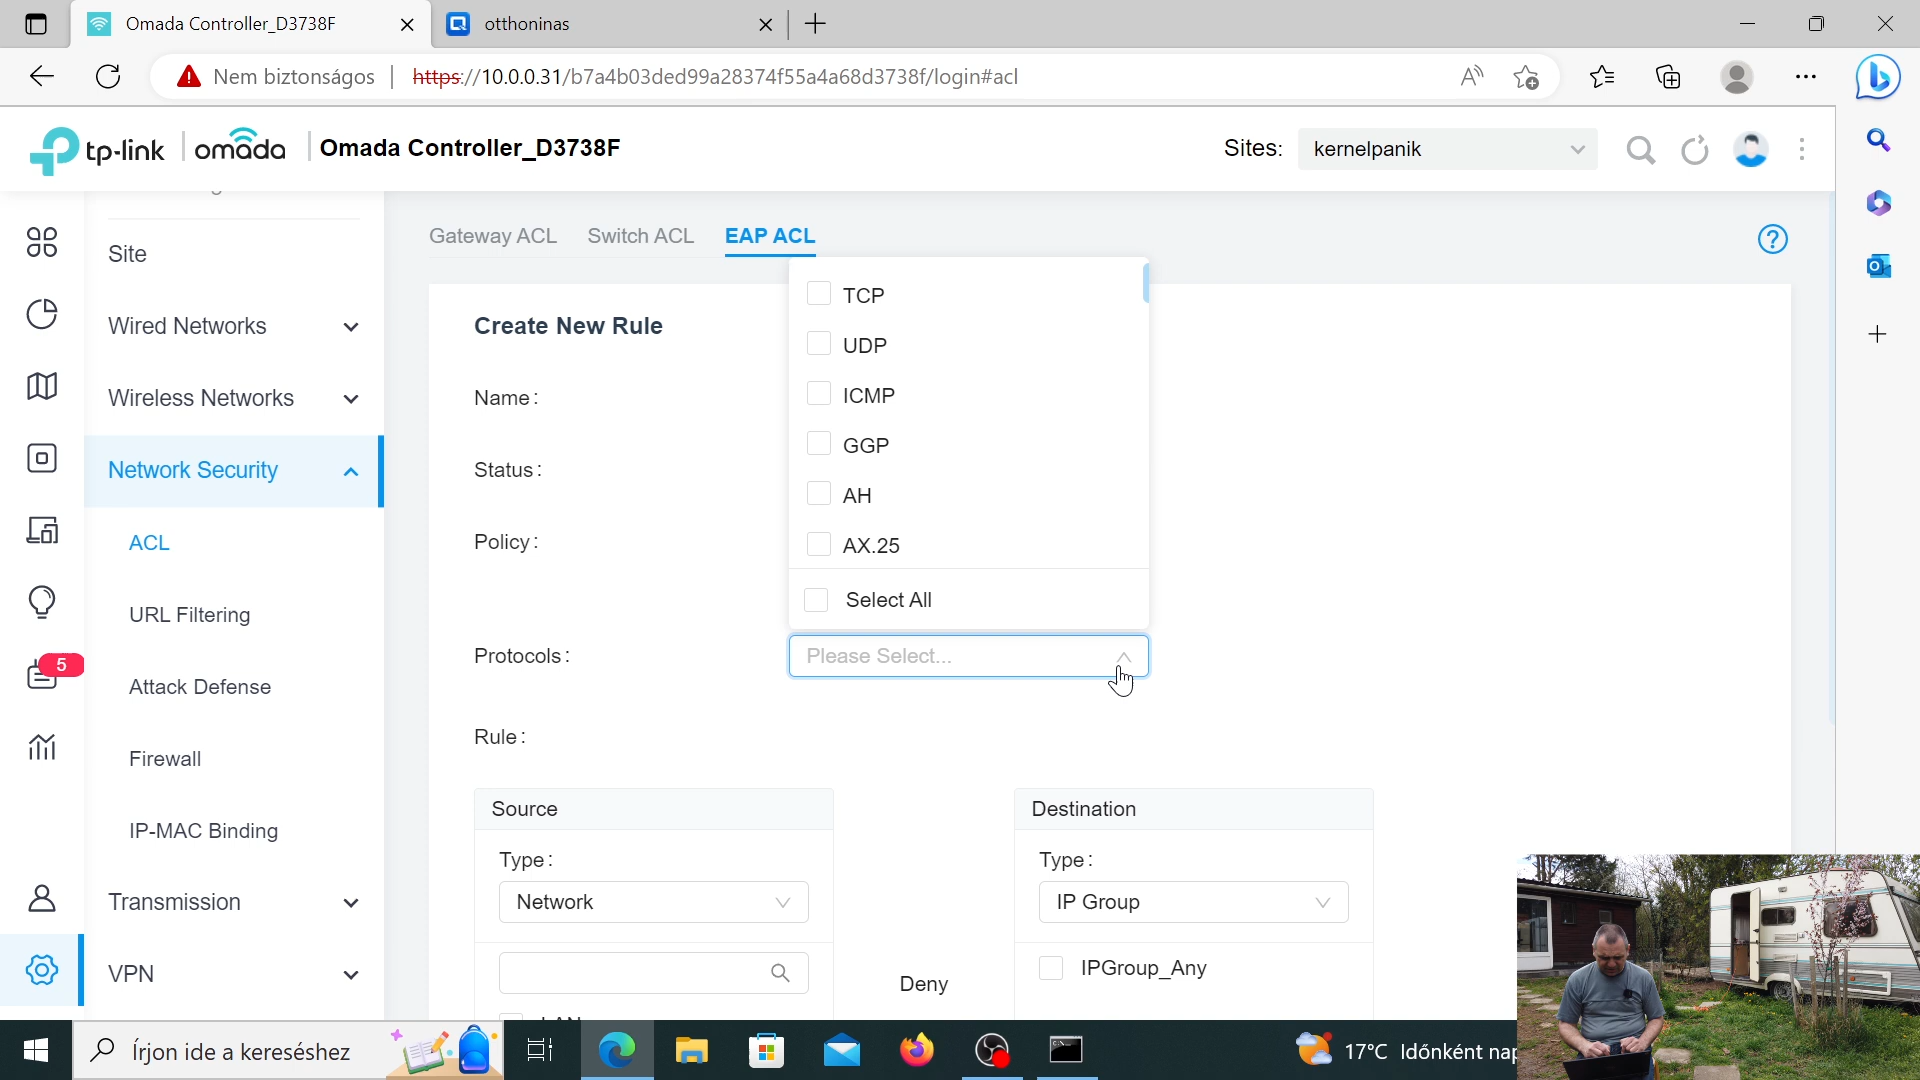 Omada Controller_D3738F
otthoninas
Nem biztonságos
https://10.0.0.31/b7a4b03ded99a28374f55a4a68d3738f/login#acl
tp-link
omada
Omada Controller_D3738F
Sites:
kernelpanik
Site
Wired Networks
Wireless Networks
Network Security
ACL
URL Filtering
Attack Defense
Firewall
IP-MAC Binding
Transmission
VPN
5
Gateway ACL
Switch ACL
EAP ACL
Create New Rule
Name:
Status:
Policy:
TCP
UDP
ICMP
GGP
AH
AX.25
Select All
Protocols:
Please Select...
Rule:
Source
Type:
Network
Deny
Destination
Type:
IP Group
IPGroup_Any
Írjon ide a kereséshez
17°C Időnként